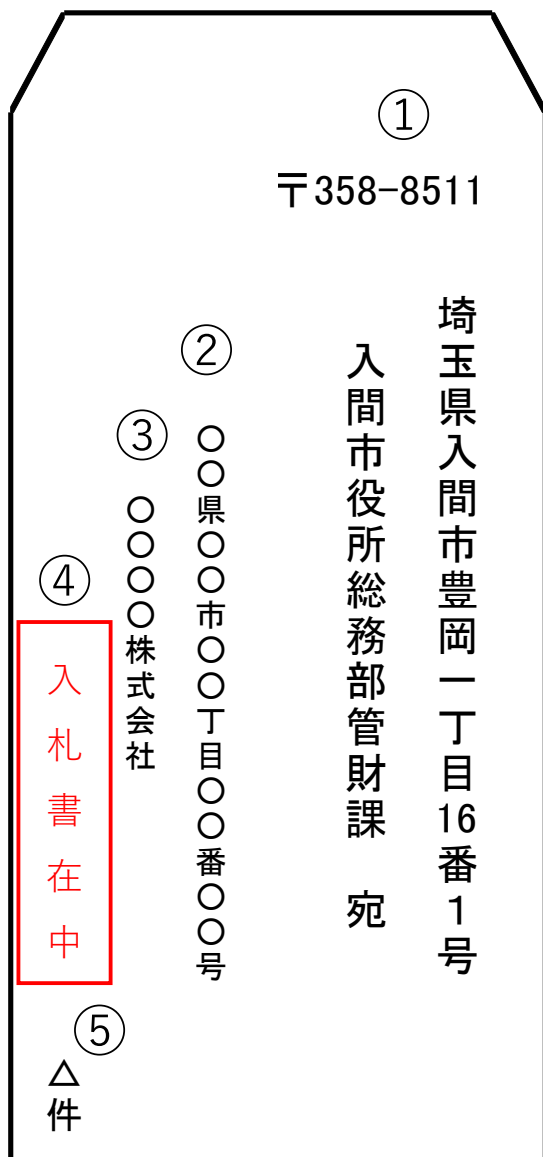 ①
〒358-8511
埼玉県入間市豊岡一丁目16番1号
入間市役所総務部管財課　宛
②
〇〇県〇〇市〇〇丁目〇〇番〇〇号
③
〇〇〇〇株式会社
④
入札書在中
⑤
△件